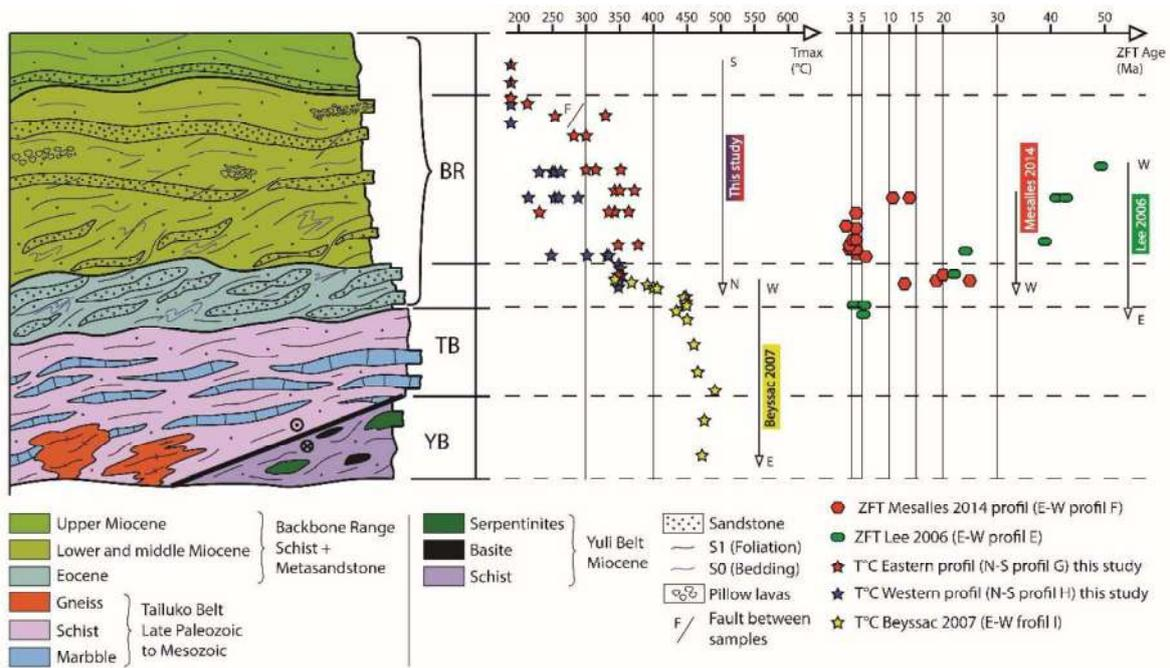 200 250 300 350 400 450 500 550 600
Tmax
(°C)
3 5 10 15 20 30 40 50
ZFT Age
(Ma)
BR
TB
YB
F
S
This study
N
W
Beyssac 2007
E
Mesalles 2014
W
W
Lee 2006
E
Upper Miocene
Lower and middle Miocene
Eocene
Gneiss
Schist
Marbble
Backbone Range
Schist +
Metasandstone
Tailuko Belt
Late Paleozoic
to Mesozoic
Serpentinites
Basite
Schist
Yuli Belt
Miocene
Sandstone
S1 (Foliation)
S0 (Bedding)
Pillow lavas
F Fault between
samples
ZFT Mesalles 2014 profil (E-W profil F)
ZFT Lee 2006 (E-W profil E)
T°C Eastern profil (N-S profil G) this study
T°C Western profil (N-S profil H) this study
T°C Beyssac 2007 (E-W frofil I)